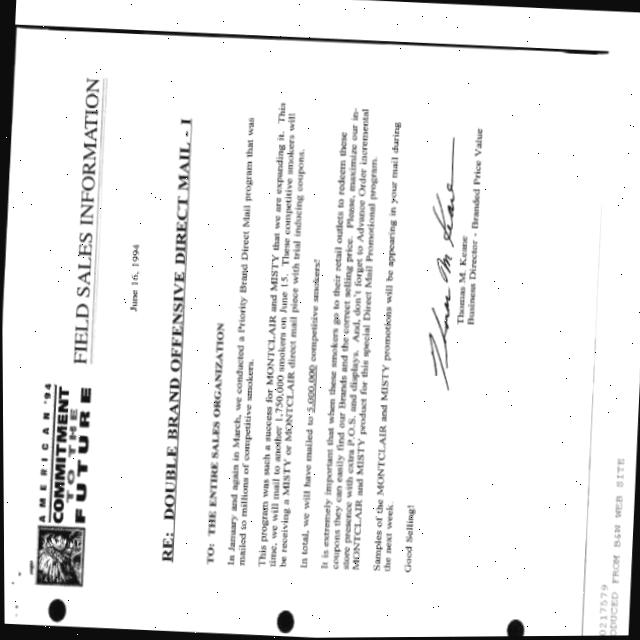 AMERICAN '94
COMMITMENT
TO THE
FUTURE
FIELD SALES INFORMATION
June 16, 1994
RE: DOUBLE BRAND OFFENSIVE DIRECT MAIL - I
TO: THE ENTIRE SALES ORGANIZATION
In January and again in March, we conducted a Priority Brand Direct Mail program that was
mailed to millions of competitive smokers.
This program was such a success for MONTCLAIR and MISTY that we are expanding it. This
time, we will mail to another 1,750,000 smokers on June 15. These competitive smokers will
be receiving a MISTY or MONTCLAIR direct mail piece with trial inducing coupons.
In total, we will have mailed to 5,000,000 competitive smokers!
It is extremely important that when these smokers go to their retail outlets to redeem these
coupons they can easily find our Brands and the correct selling price. Please, maximize our in-
store presence with extra P.O.S. and displays. And, don't forget to Advance Order incremental
MONTCLAIR and MISTY product for this special Direct Mail Promotional program.
Samples of the MONTCLAIR and MISTY promotions will be appearing in your mail during
the next week.
Good Selling!
Thomas M. Keane
Thomas M. Keane
Business Director - Branded Price Value
0217579
ODUCED FROM B&W WEB SITE